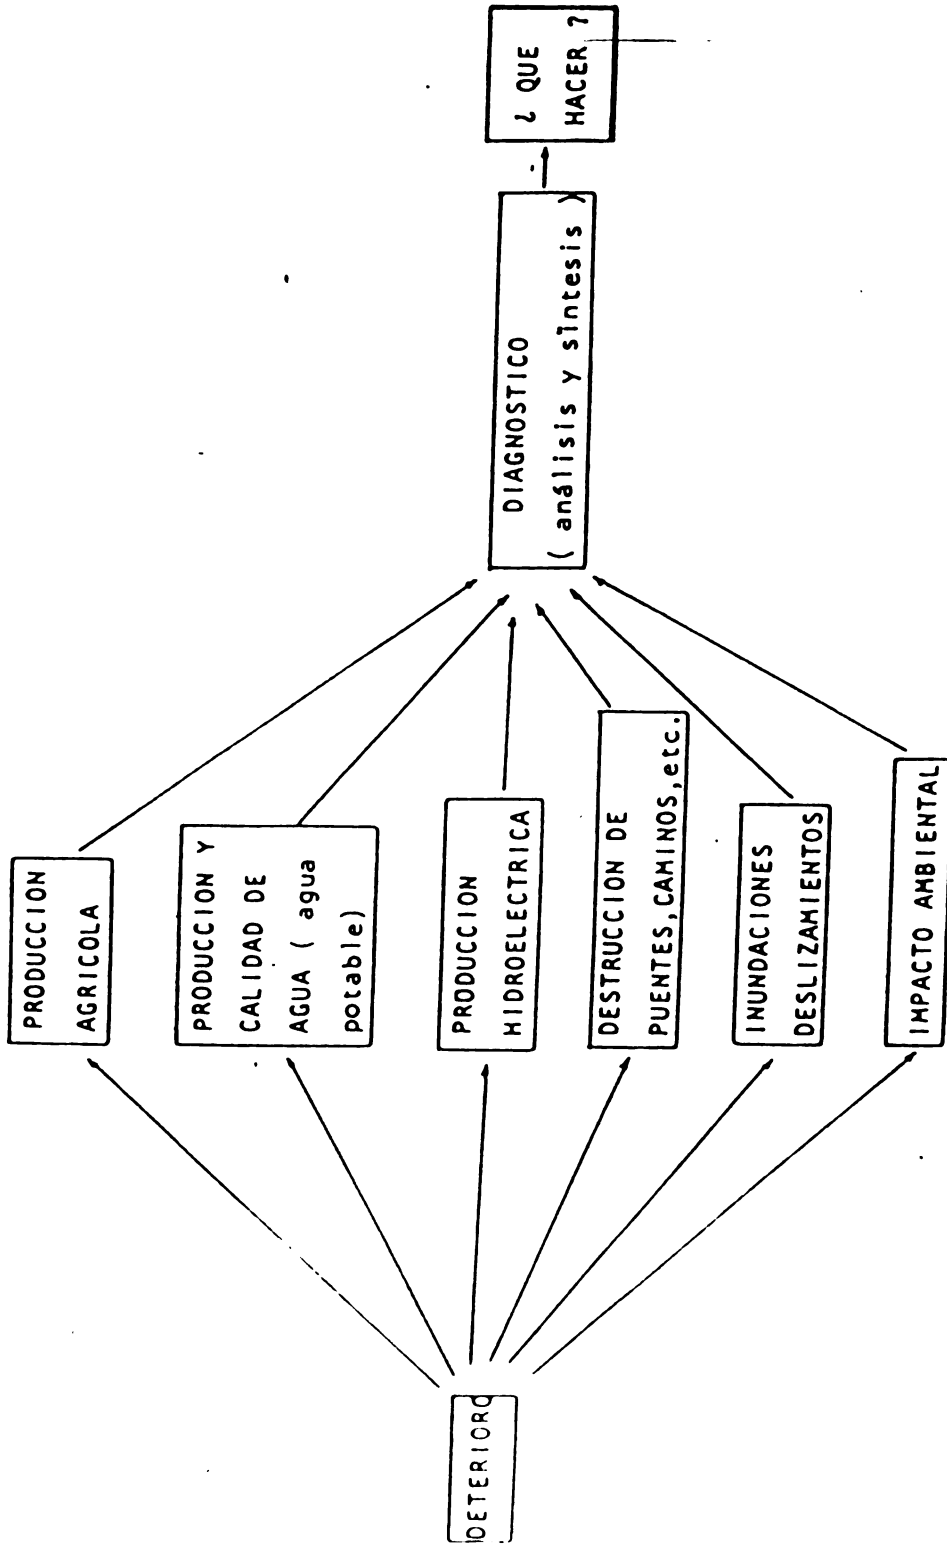 DETERIORO
PRODUCCION
AGRICOLA
PRODUCCION Y
CALIDAD DE
AGUA ( agua
potable)
PRODUCCION
HIDROELECTRICA
DESTRUCCION DE
PUENTES,CAMINOS,etc.
INUNDACIONES
DESLIZAMIENTOS
IMPACTO AMBIENTAL
DIAGNOSTICO
( análisis y síntesis )
¿ QUE
HACER ?